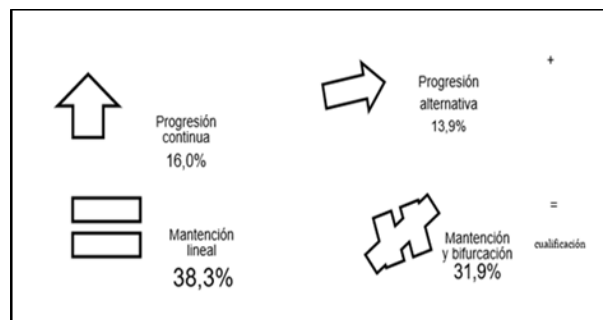 Progresión
continua
16,0%
Progresión
alternativa
13,9%
+
Mantención
lineal
38,3%
Mantención
y bifurcación
31,9%
=
cualificación